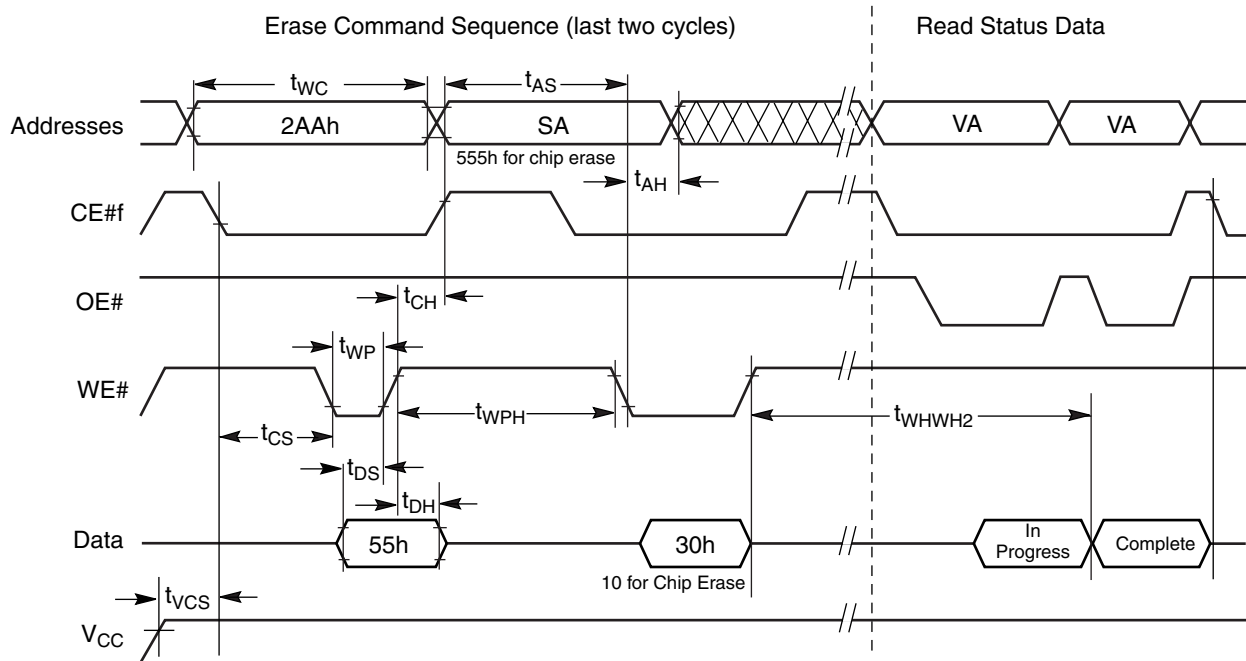 Erase Command Sequence (last two cycles)
Read Status Data
tWC
tAS
Addresses
2AAh
SA
VA
VA
555h for chip erase
tAH
CE#f
tCH
OE#
tWP
WE#
tWPH
tWHWH2
tCS
tDS
tDH
Data
55h
30h
In
Progress
Complete
10 for Chip Erase
tVCS
VCC